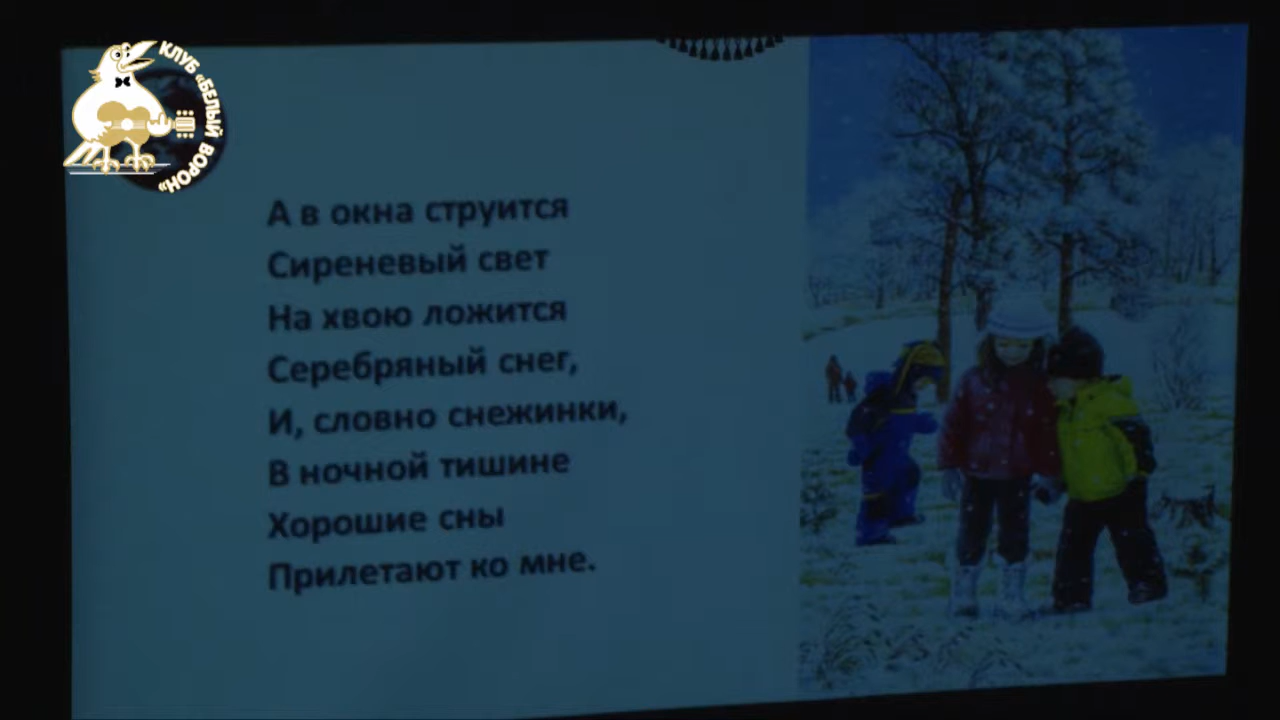 КЛУБ «БЕЛЫЙ ВОРОН»
А в окна струится
Сиреневый свет
На хвою ложится
Серебряный снег,
И, словно снежинки,
В ночной тишине
Хорошие сны
Прилетают ко мне.